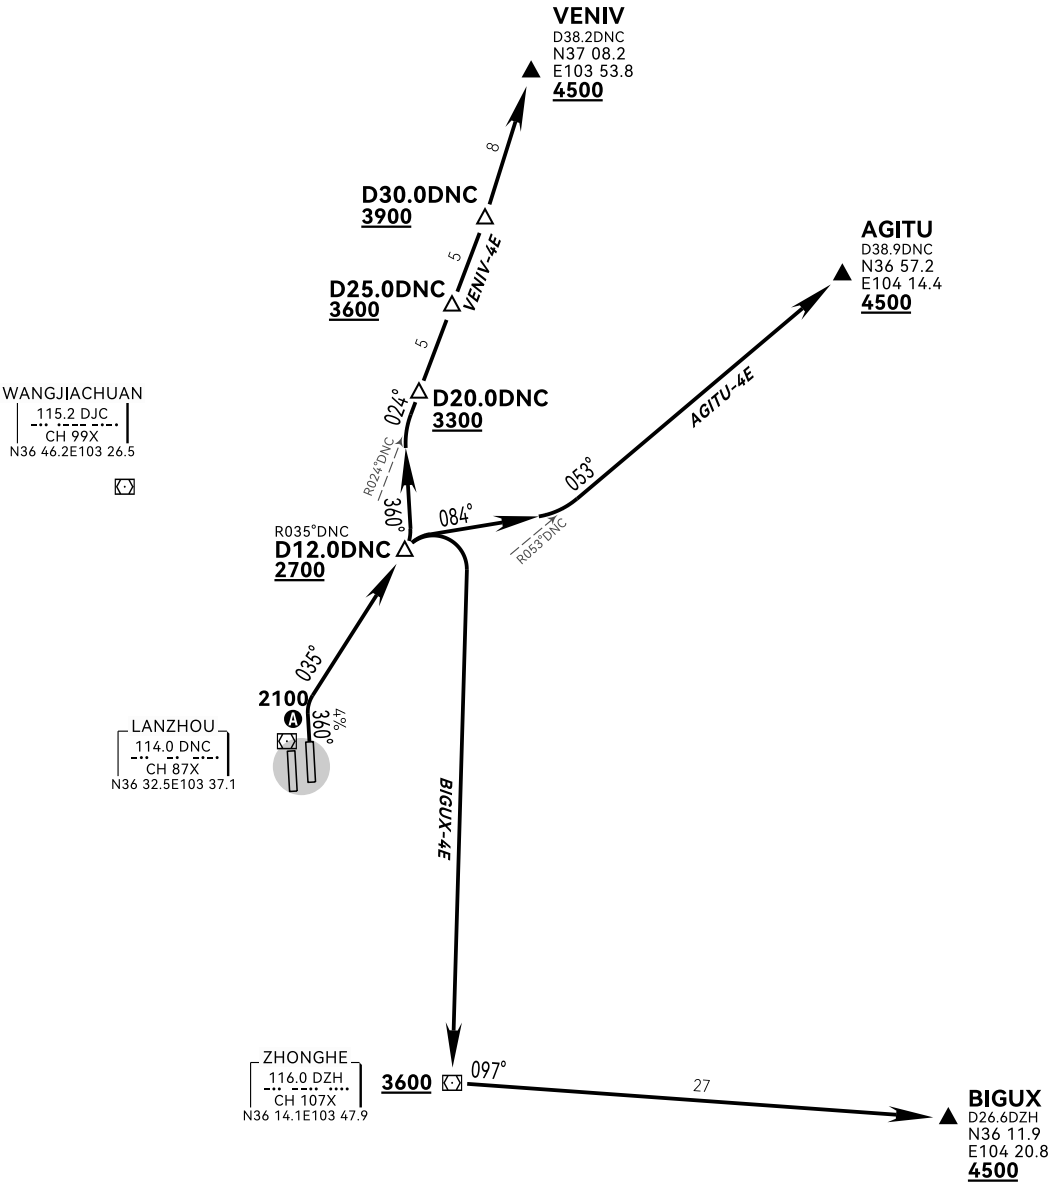 VENIV
D38.2DNC
N37 08.2
E103 53.8
4500
8
D30.0DNC
3900
5
VENIV-4E
AGITU
D38.9DNC
N36 57.2
E104 14.4
4500
D25.0DNC
3600
5
WANGJIACHUAN
115.2 DJC
CH 99X
N36 46.2E103 26.5
024°
D20.0DNC
3300
AGITU-4E
R024°DNC
360°
084°
053°
R053°DNC
R035°DNC
D12.0DNC
2700
035°
2100
A
360°
4%
LANZHOU
114.0 DNC
CH 87X
N36 32.5E103 37.1
BIGUX-4E
ZHONGHE
116.0 DZH
CH 107X
N36 14.1E103 47.9
3600
097°
27
BIGUX
D26.6DZH
N36 11.9
E104 20.8
4500